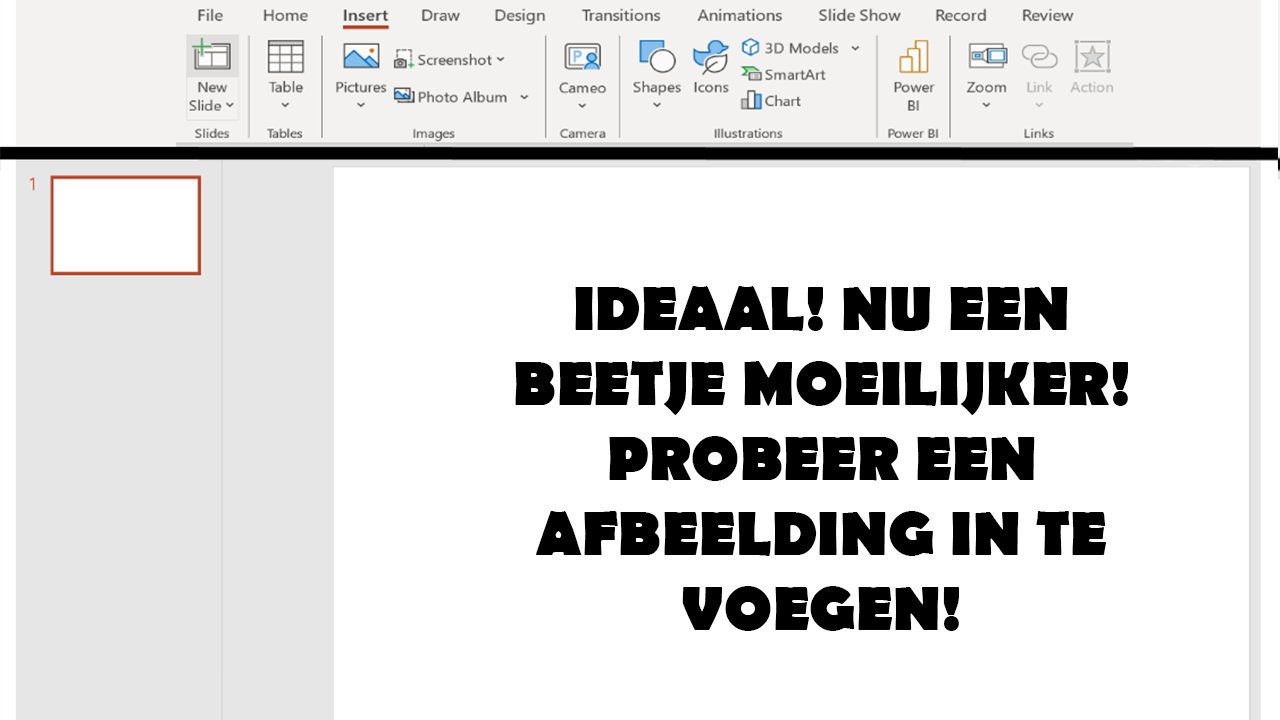 File Home Insert Draw Design Transitions Animations Slide Show Record Review
New Slide
Table
Pictures
Screenshot
Photo Album
Cameo
Shapes
Icons
3D Models
SmartArt
Chart
Power BI
Zoom
Link
Action
Slides Tables Images Camera Illustrations Power BI Links
1
IDEAAL! NU EEN
BEETJE MOEILIJKER!
PROBEER EEN
AFBEELDING IN TE
VOEGEN!